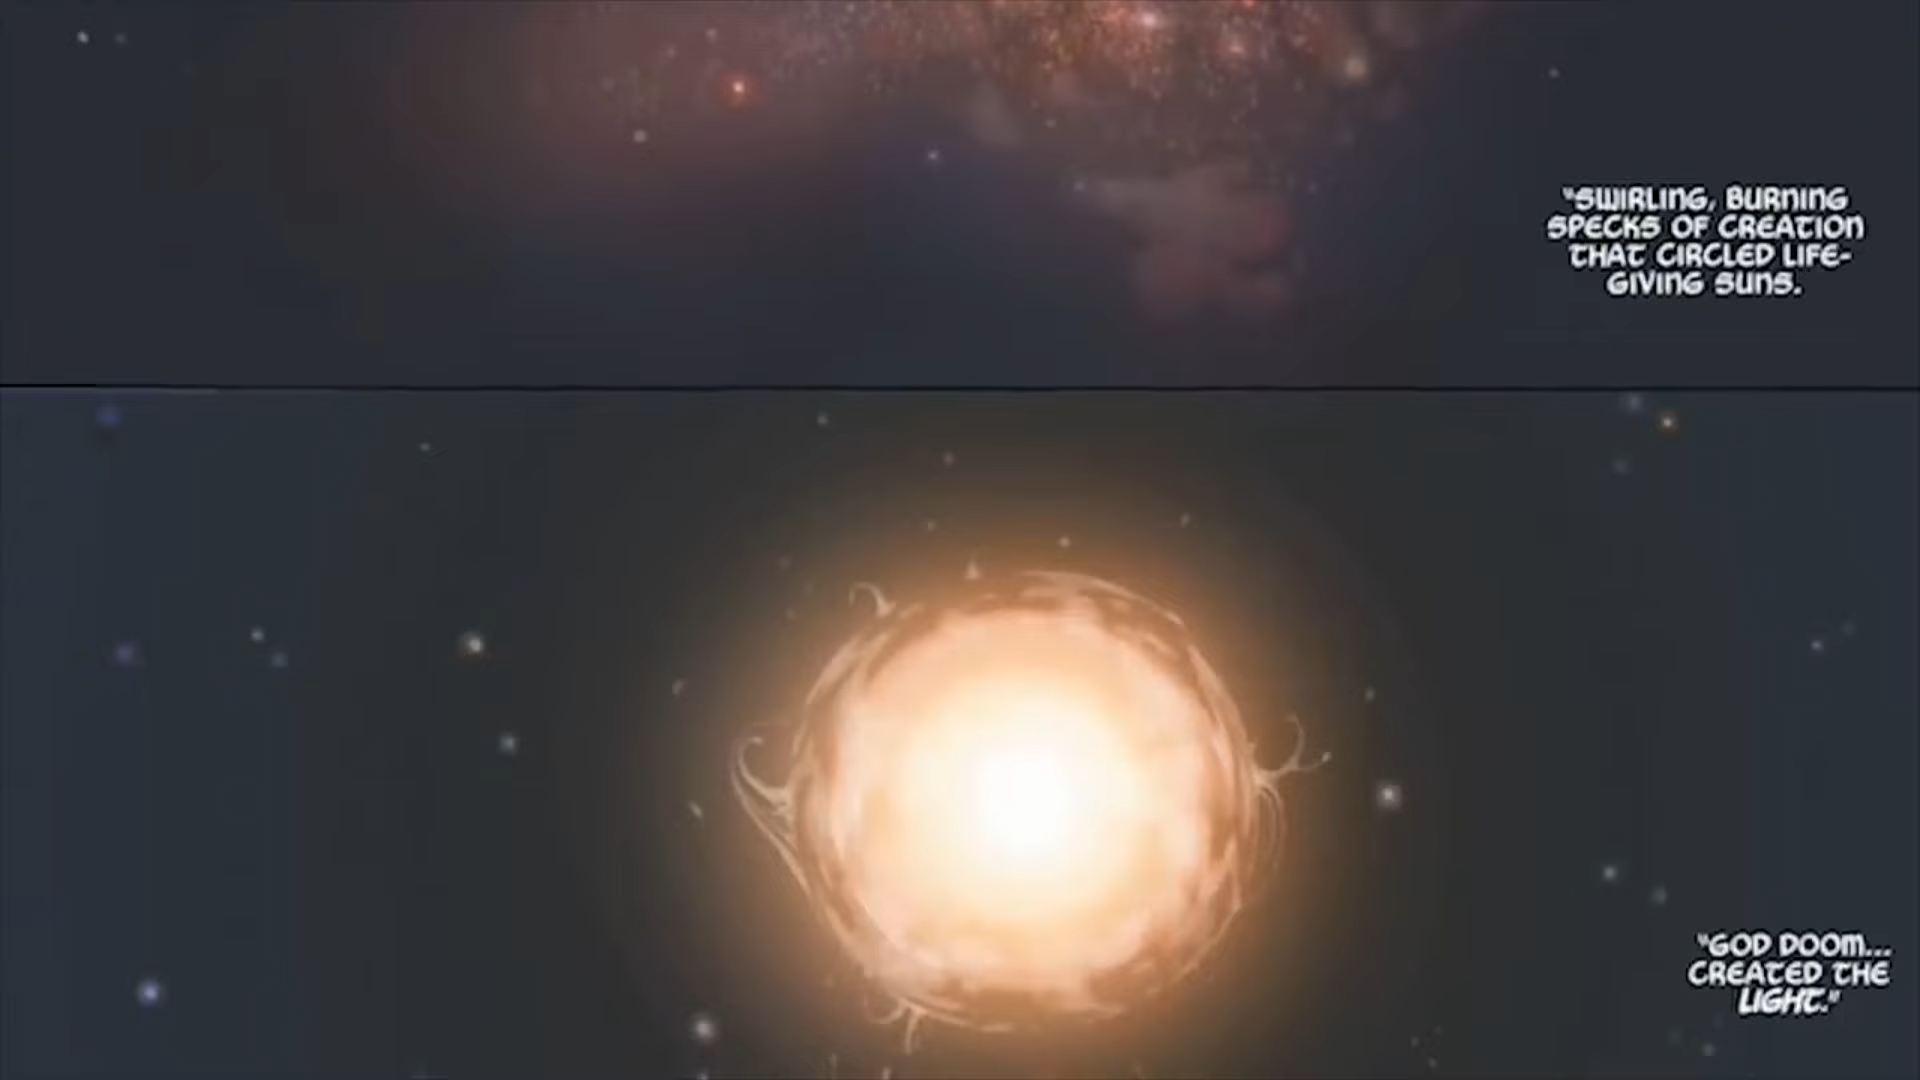 "SWIRLING, BURNING
SPECKS OF CREATION
THAT CIRCLED LIFE-
GIVING SUNS.
"GOD DOOM...
CREATED THE
LIGHT."